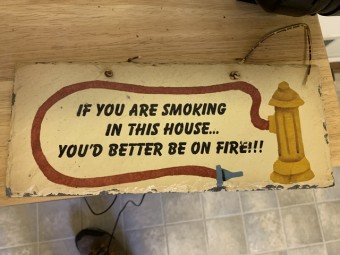 IF YOU ARE SMOKING
IN THIS HOUSE...
YOU'D BETTER BE ON FIRE!!!